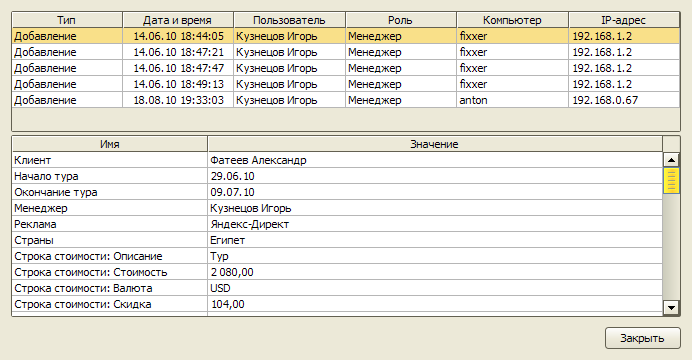 Тип Дата и время Пользователь Роль Компьютер IP-адрес
Добавление 14.06.10 18:44:05 Кузнецов Игорь Менеджер fixxer 192.168.1.2
Добавление 14.06.10 18:47:21 Кузнецов Игорь Менеджер fixxer 192.168.1.2
Добавление 14.06.10 18:47:47 Кузнецов Игорь Менеджер fixxer 192.168.1.2
Добавление 14.06.10 18:49:13 Кузнецов Игорь Менеджер fixxer 192.168.1.2
Добавление 18.08.10 19:33:03 Кузнецов Игорь Менеджер anton 192.168.0.67
Имя Значение
Клиент Фатеев Александр
Начало тура 29.06.10
Окончание тура 09.07.10
Менеджер Кузнецов Игорь
Реклама Яндекс-Директ
Страны Египет
Строка стоимости: Описание Тур
Строка стоимости: Стоимость 2 080,00
Строка стоимости: Валюта USD
Строка стоимости: Скидка 104,00
Закрыть